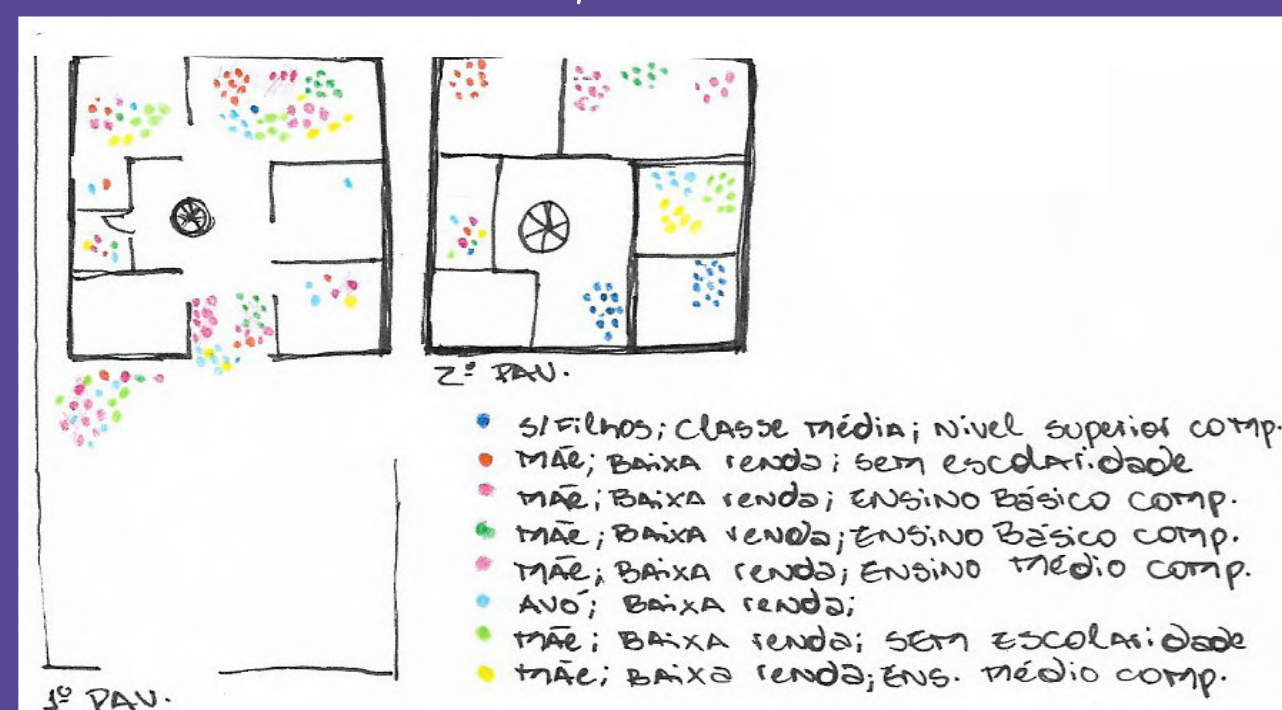 2º PAV.
S/Filhos; Classe média; Nível superior comp.
Mãe; Baixa renda; sem escolaridade
Mãe; Baixa renda; Ensino Básico comp.
Mãe; Baixa renda; Ensino Básico comp.
Mãe; Baixa renda; Ensino Médio comp.
Avó; Baixa renda;
Mãe; Baixa renda; sem escolaridade
Mãe; Baixa renda; Ens. Médio comp.
1º PAV.